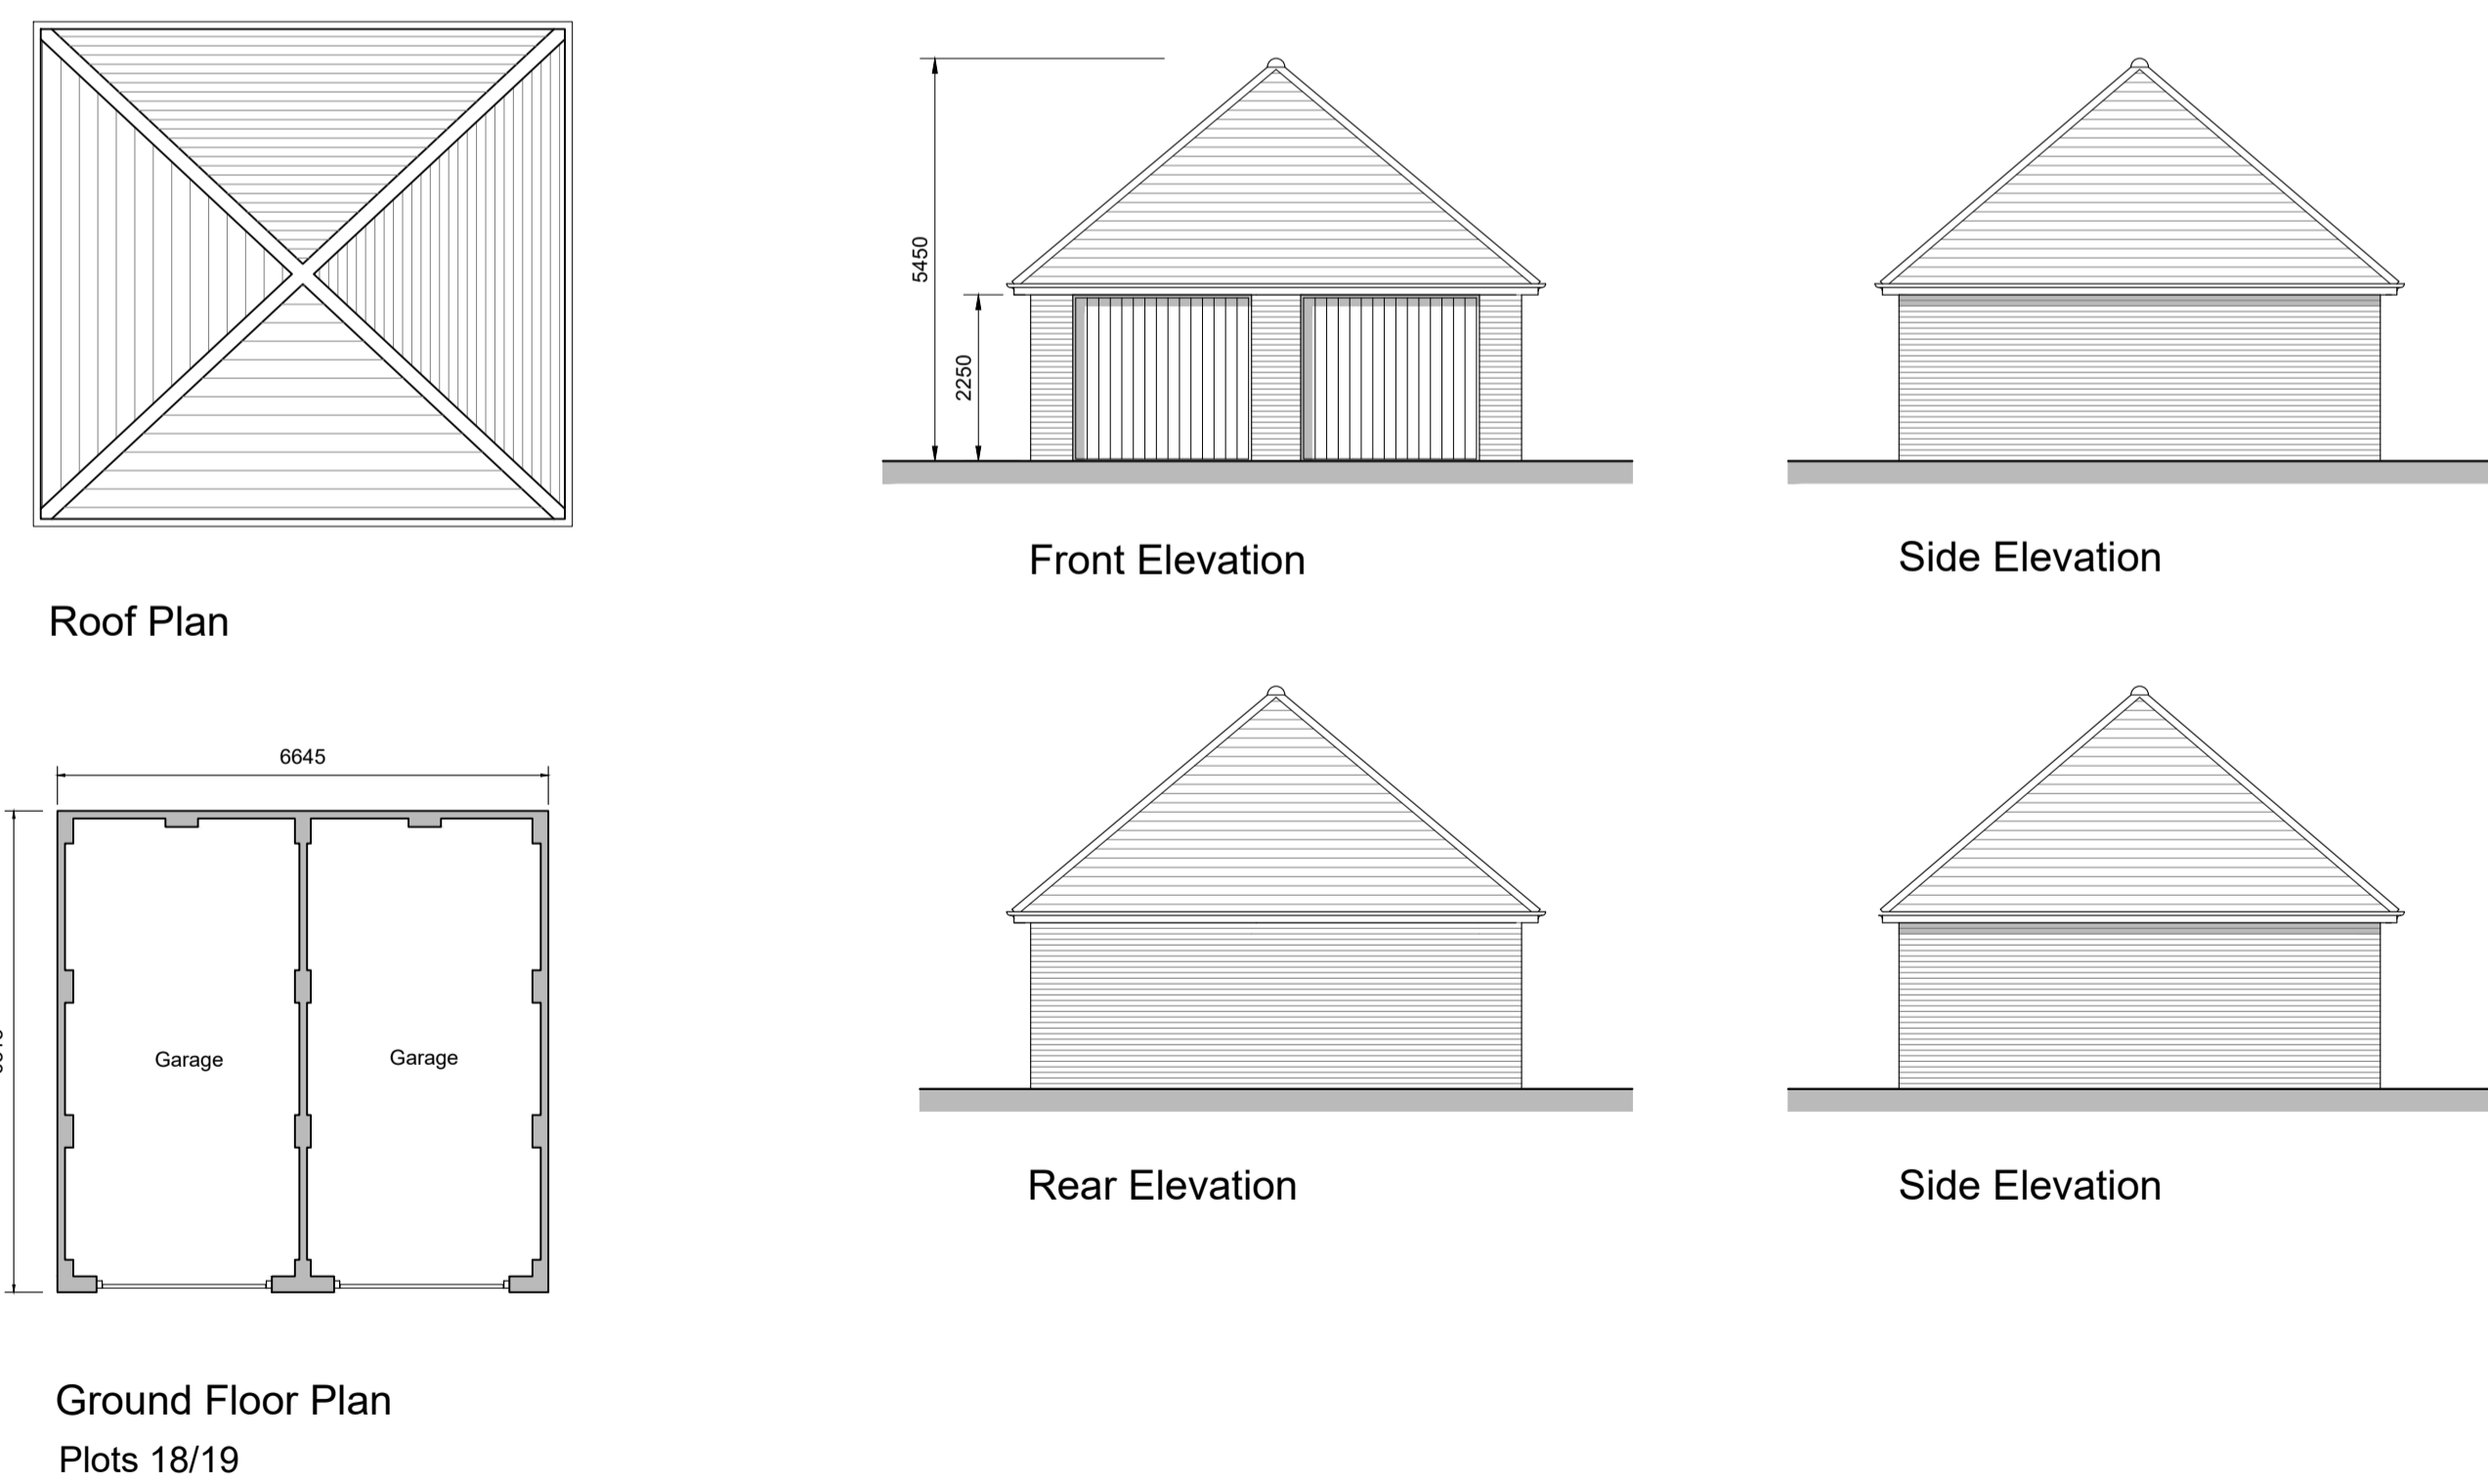 Roof Plan
5450
2250
Front Elevation
Side Elevation
6645
Garage
Garage
Ground Floor Plan
Plots 18/19
Rear Elevation
Side Elevation